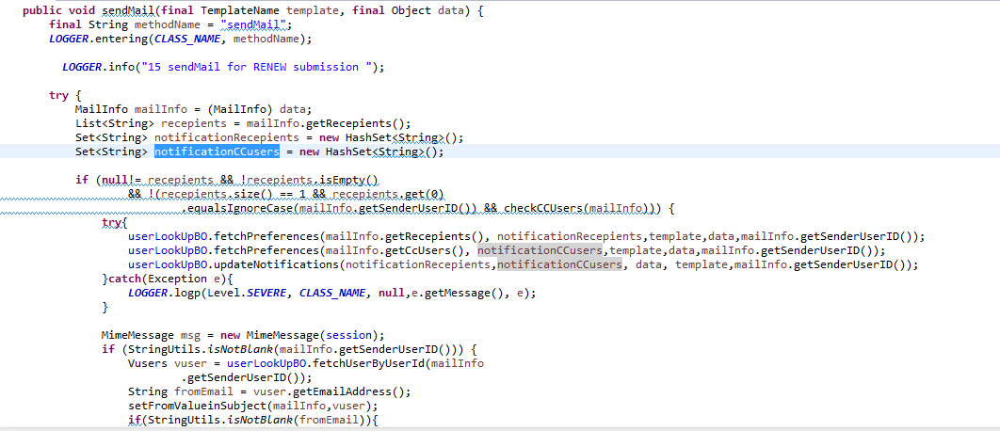 public void sendMail(final TemplateName template, final Object data) {
final String methodName = "sendMail";
LOGGER.entering(CLASS_NAME, methodName);
LOGGER.info("15 sendMail for RENEW submission ");
try {
MailInfo mailInfo = (MailInfo) data;
List<String> recepients = mailInfo.getRecepients();
Set<String> notificationRecepients = new HashSet<String>();
Set<String> notificationCCusers = new HashSet<String>();
if (null!= recepients && !recepients.isEmpty()
&& !(recepients.size() == 1 && recepients.get(0)
.equalsIgnoreCase(mailInfo.getSenderUserID()) && checkCCUsers(mailInfo))) {
try{
userLookUpBO.fetchPreferences(mailInfo.getRecepients(), notificationRecepients,template,data,mailInfo.getSenderUserID());
userLookUpBO.fetchPreferences(mailInfo.getCcUsers(), notificationCCusers,template,data,mailInfo.getSenderUserID());
userLookUpBO.updateNotifications(notificationRecepients,notificationCCusers, data, template,mailInfo.getSenderUserID());
}catch(Exception e){
LOGGER.logp(Level.SEVERE, CLASS_NAME, null,e.getMessage(), e);
}
MimeMessage msg = new MimeMessage(session);
if (StringUtils.isNotBlank(mailInfo.getSenderUserID())) {
Vusers vuser = userLookUpBO.fetchUserByUserId(mailInfo
.getSenderUserID());
String fromEmail = vuser.getEmailAddress();
setFromValueinSubject(mailInfo,vuser);
if(StringUtils.isNotBlank(fromEmail)){